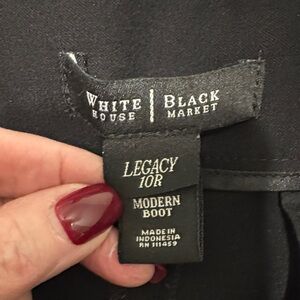 WHITE HOUSE | BLACK MARKET
LEGACY
10R
MODERN
BOOT
MADE IN
INDONESIA
RN 111459